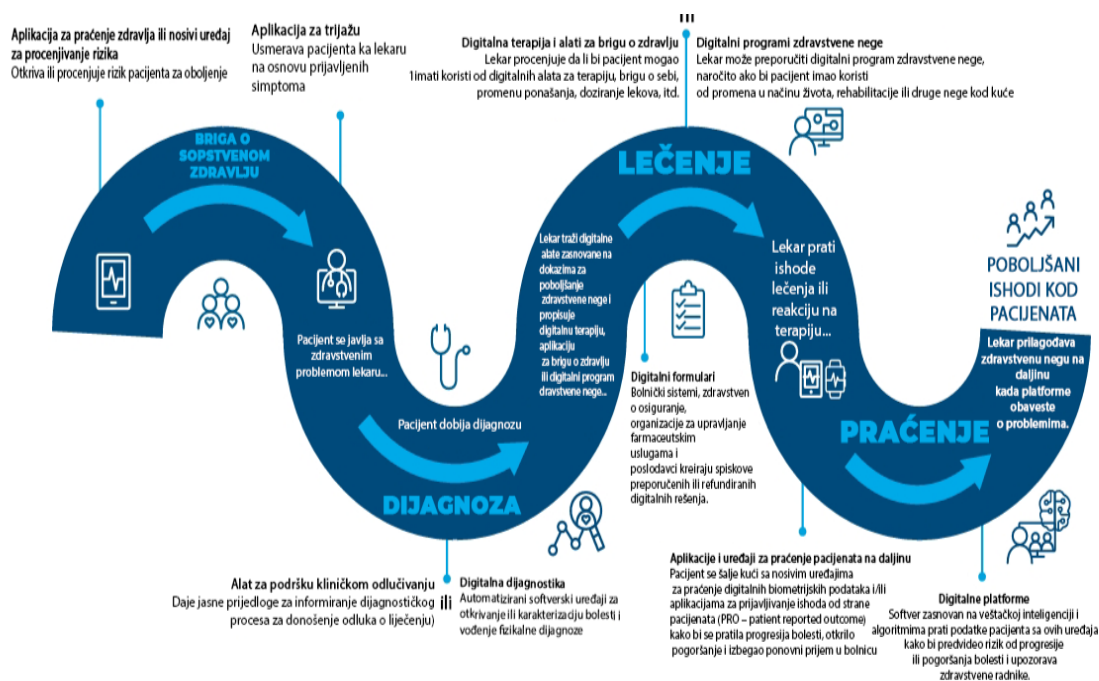 Aplikacija za praćenje zdravlja ili nosivi uređaj
za procenjivanje rizika
Otkriva ili procenjuje rizik pacijenta za oboljenje
Aplikacija za trijažu
Usmerava pacijenta ka lekaru
na osnovu prijavljenih
simptoma
BRIGA O
SOPSTVENOM
ZDRAVLJU
Pacijent se javlja sa
zdravstvenim
problemom lekaru...
Pacijent dobija dijagnozu
DIJAGNOZA
Alat za podršku kliničkom odlučivanju
Daje jasne prijedloge za informiranje dijagnostičkog
procesa za donošenje odluka o liječenju)
ili
Digitalna dijagnostika
Automatizirani softverski uređaji za
otkrivanje ili karakterizaciju bolesti i
vođenje fizikalne dijagnoze
Digitalna terapija i alati za brigu o zdravlju
Lekar procenjuje da li bi pacijent mogao
1imati koristi od digitalnih alata za terapiju, brigu o sebi,
promenu ponašanja, doziranje lekova, itd.
ili
Digitalni programi zdravstvene nege
Lekar može preporučiti digitalni program zdravstvene nege,
naročito ako bi pacijent imao koristi
od promena u načinu života, rehabilitacije ili druge nege kod kuće
LEČENJE
Lekar traži digitalne
alate zasnovane na
dokazima za
poboljšanje
zdravstvene nege i
propisuje
digitalnu terapiju,
aplikaciju
za brigu o zdravlju
ili digitalni program
dravstvene nege...
Digitalni formulari
Bolnički sistemi, zdravstven
o osiguranje,
organizacije za upravljanje
farmaceutskim
uslugama i
poslodavci kreiraju spiskove
preporučenih ili refundiranih
digitalnih rešenja.
Lekar prati
ishode
lečenja ili
reakciju na
terapiju...
PRAĆENJE
Aplikacije i uređaji za praćenje pacijenata na daljinu
Pacijent se šalje kući sa nosivim uređajima
za praćenje digitalnih biometrijskih podataka i/ili
aplikacijama za prijavljivanje ishoda od strane
pacijenata (PRO – patient reported outcome)
kako bi se pratila progresija bolesti, otkrilo
pogoršanje i izbegao ponovni prijem u bolnicu
Digitalne platforme
Softver zasnovan na veštačkoj inteligenciji i
algoritmima prati podatke pacijenta sa ovih uređaja
kako bi predvideo rizik od progresije
ili pogoršanja bolesti i upozorava
zdravstvene radnike.
POBOLJŠANI
ISHODI KOD
PACIJENATA
Lekar prilagođava
zdravstvenu negu na
daljinu
kada platforme
obaveste
o problemima.